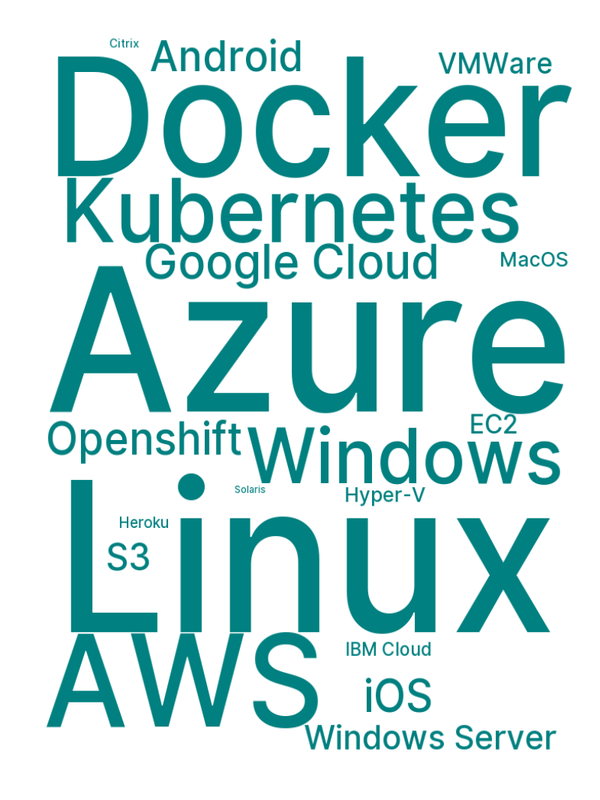 Citrix
Android
VMWare
Docker
Kubernetes
Google Cloud
MacOS
Azure
Openshift
EC2
Windows
Solaris
Hyper-V
Linux
Heroku
S3
AWS
IBM Cloud
iOS
Windows Server